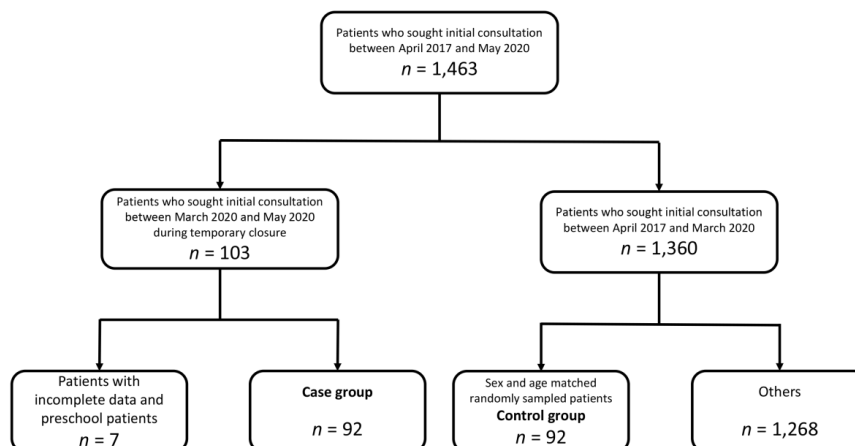 Patients who sought initial consultation
between April 2017 and May 2020
n = 1,463
Patients who sought initial consultation
between March 2020 and May 2020
during temporary closure
n = 103
Patients who sought initial consultation
between April 2017 and March 2020
n = 1,360
Patients with
incomplete data and
preschool patients
n = 7
Case group
n = 92
Sex and age matched
randomly sampled patients
Control group
n = 92
Others
n = 1,268